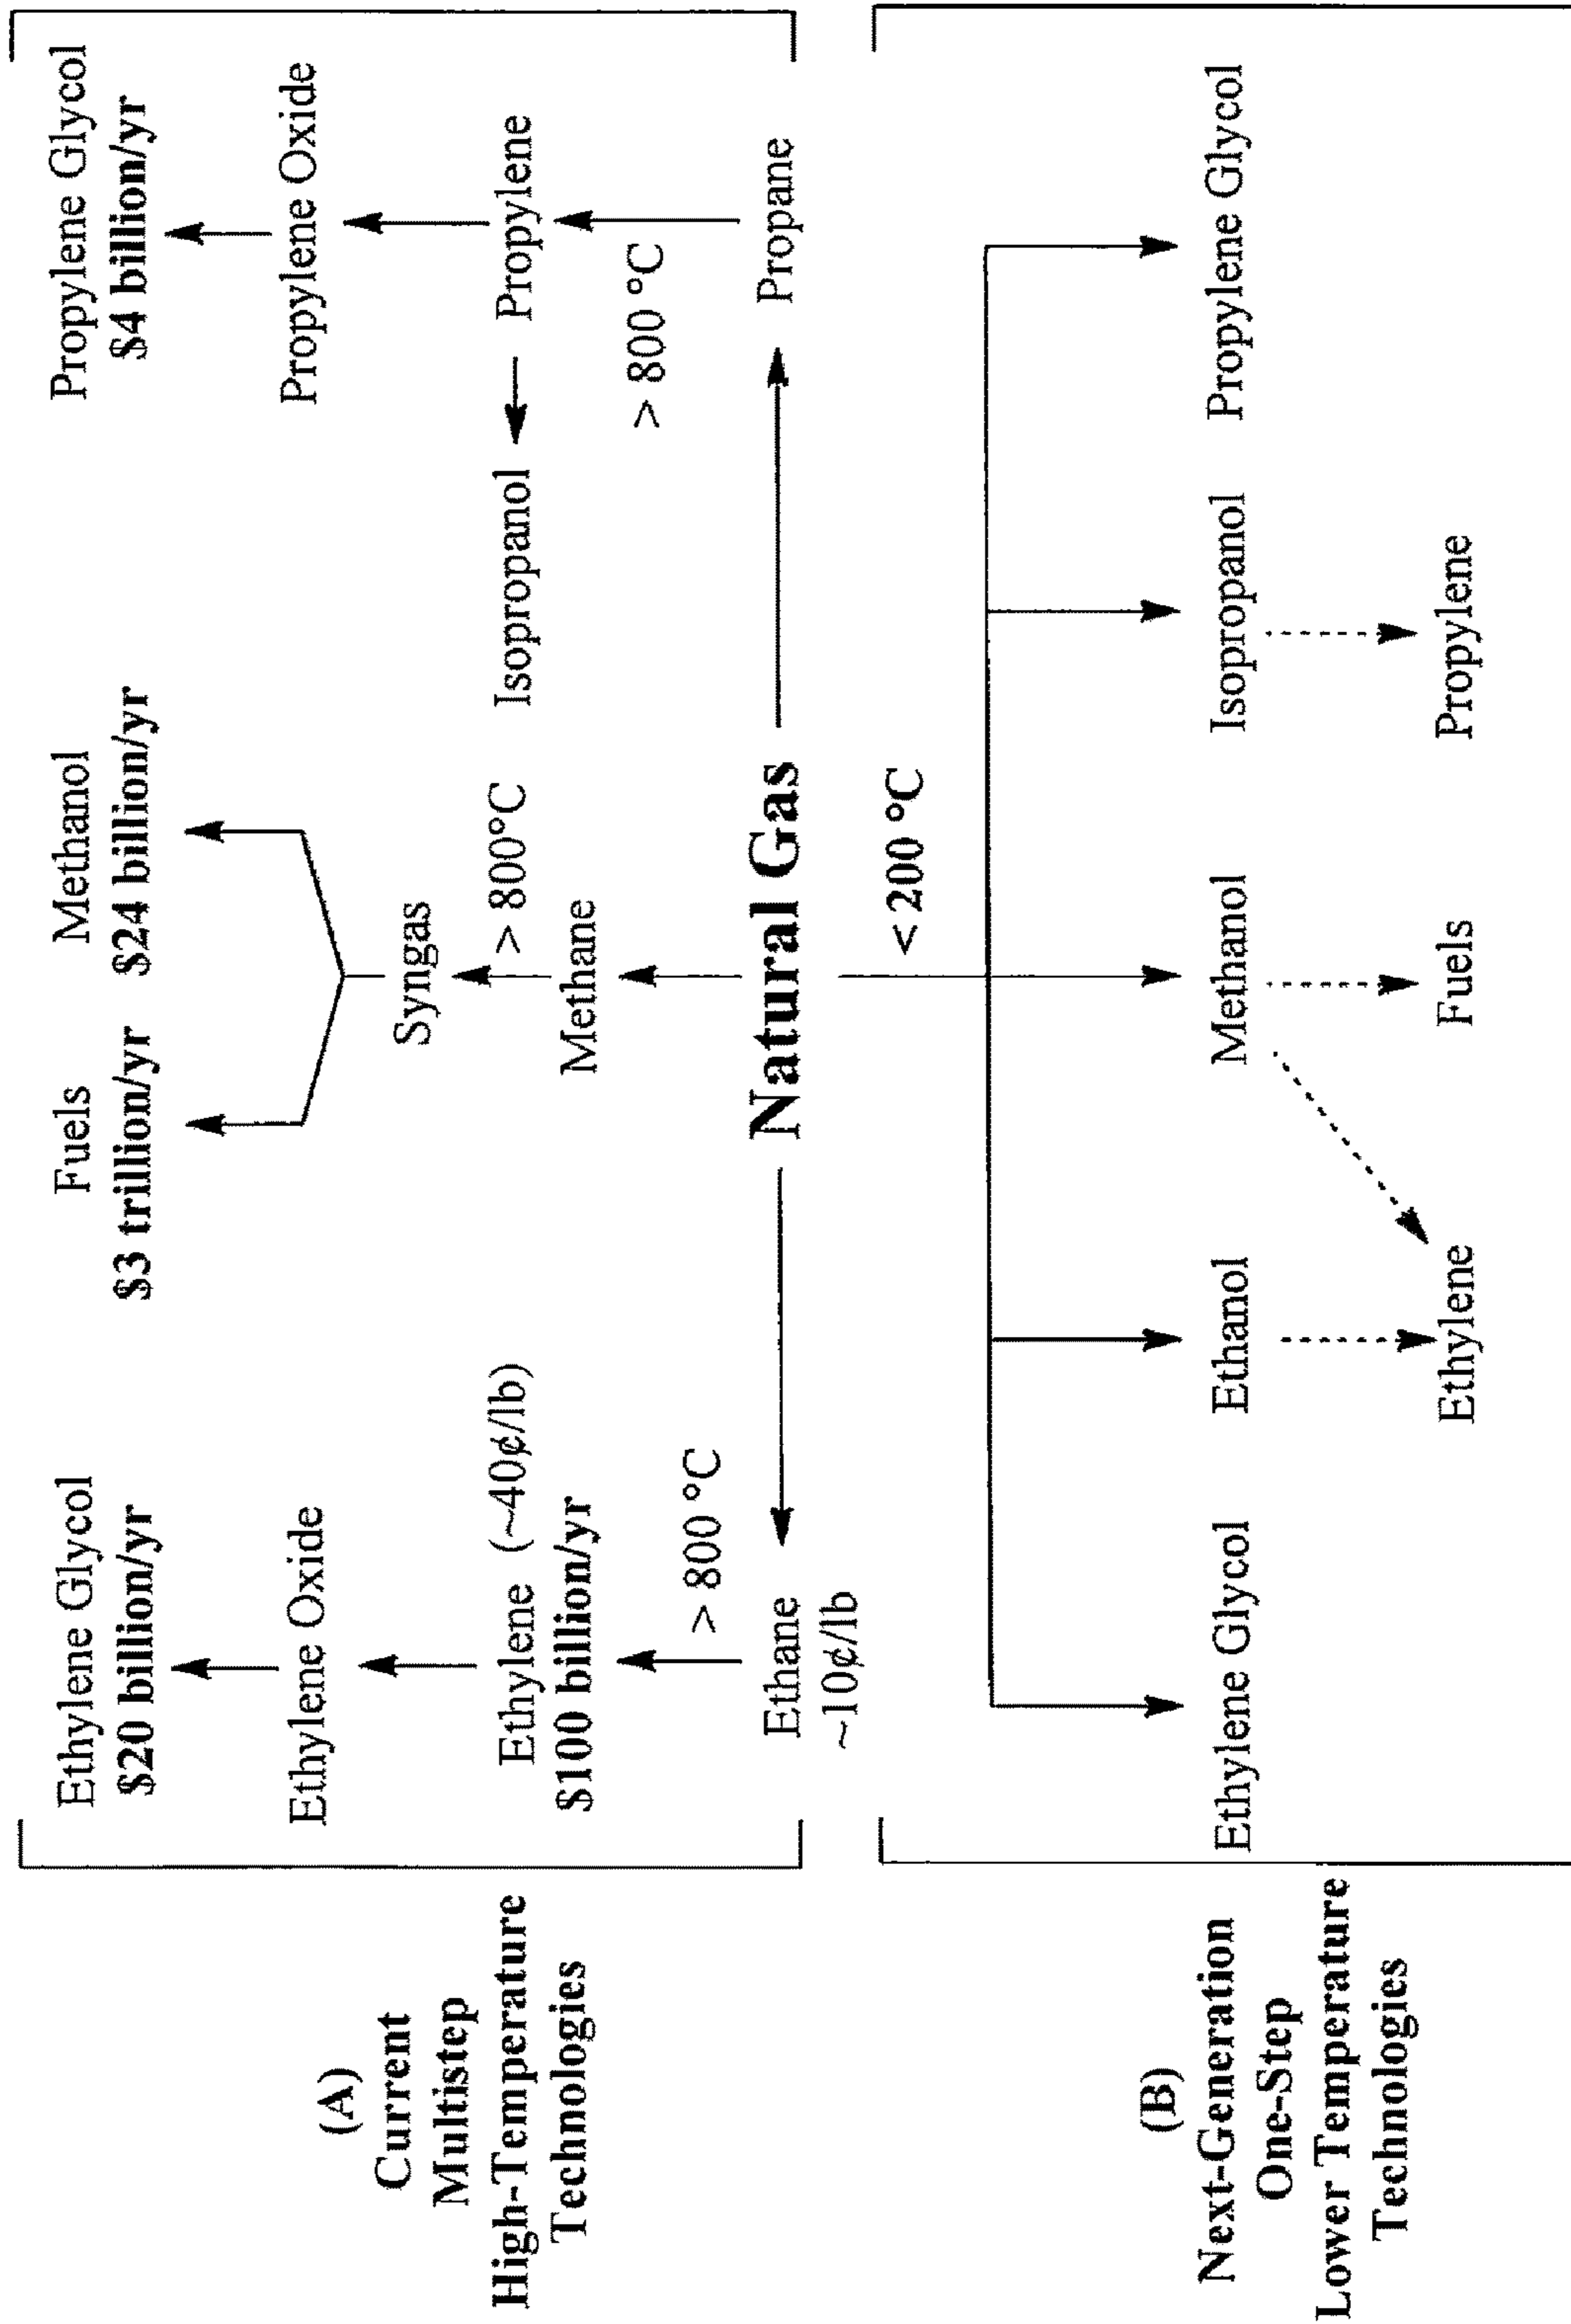 (A)
Current
Multistep
High-Temperature
Technologies
Ethylene Glycol
$20 billion/yr
Ethylene Oxide
Ethylene (~40¢/lb)
$100 billion/yr
> 800 °C
Ethane
~10¢/lb
Fuels
$3 trillion/yr
Methanol
$24 billion/yr
Syngas
> 800°C
Methane
Natural Gas
Propylene Glycol
$4 billion/yr
Propylene Oxide
Isopropanol
Propylene
> 800 °C
Propane
(B)
Next-Generation
One-Step
Lower Temperature
Technologies
< 200 °C
Ethylene Glycol
Ethanol
Methanol
Isopropanol
Propylene Glycol
Ethylene
Fuels
Propylene